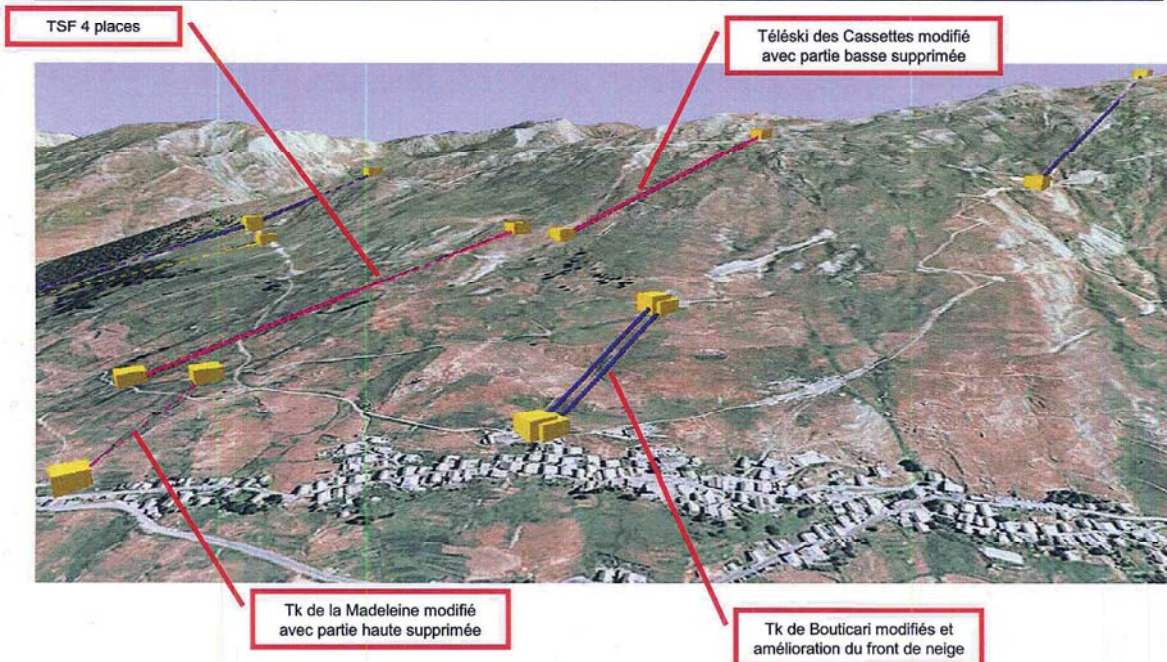 TSF 4 places
Téléski des Cassettes modifié
avec partie basse supprimée
Tk de la Madeleine modifié
avec partie haute supprimée
Tk de Bouticari modifiés et
amélioration du front de neige